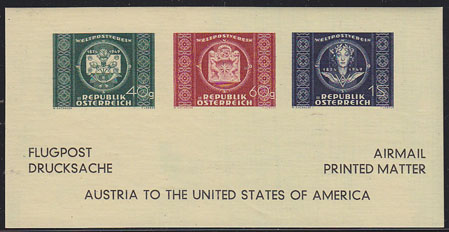 WELTPOSTVEREIN
1874 1949
40g
REPUBLIK
ÖSTERREICH
WELTPOSTVEREIN
60g
REPUBLIK
ÖSTERREICH
WELTPOSTVEREIN
1874 1949
1S
REPUBLIK
ÖSTERREICH
FLUGPOST
DRUCKSACHE
AIRMAIL
PRINTED MATTER
AUSTRIA TO THE UNITED STATES OF AMERICA